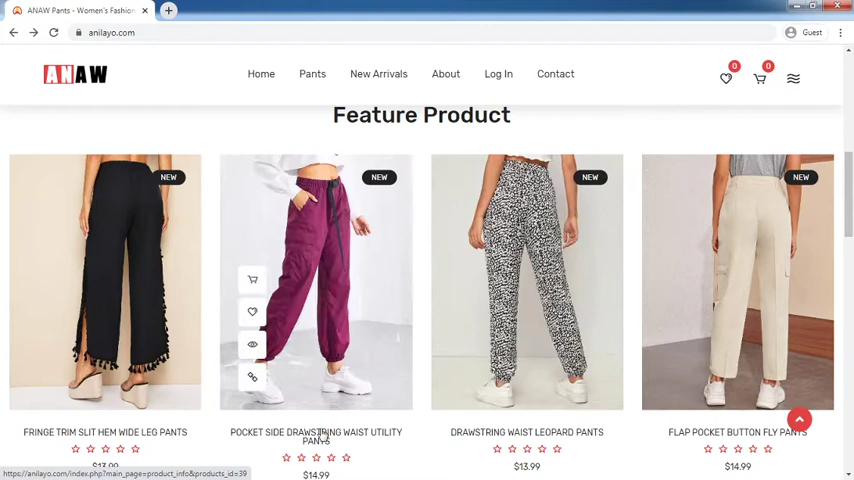 ANAW Pants - Women's Fashion
anilayo.com
Guest
ANAW
Home
Pants
New Arrivals
About
Log In
Contact
0
0
Feature Product
NEW
NEW
NEW
NEW
FRINGE TRIM SLIT HEM WIDE LEG PANTS
$13.99
POCKET SIDE DRAWSTRING WAIST UTILITY
PANTS
$14.99
DRAWSTRING WAIST LEOPARD PANTS
$13.99
FLAP POCKET BUTTON FLY PANTS
$14.99
https://anilayo.com/index.php?main_page=product_info&products_id=39